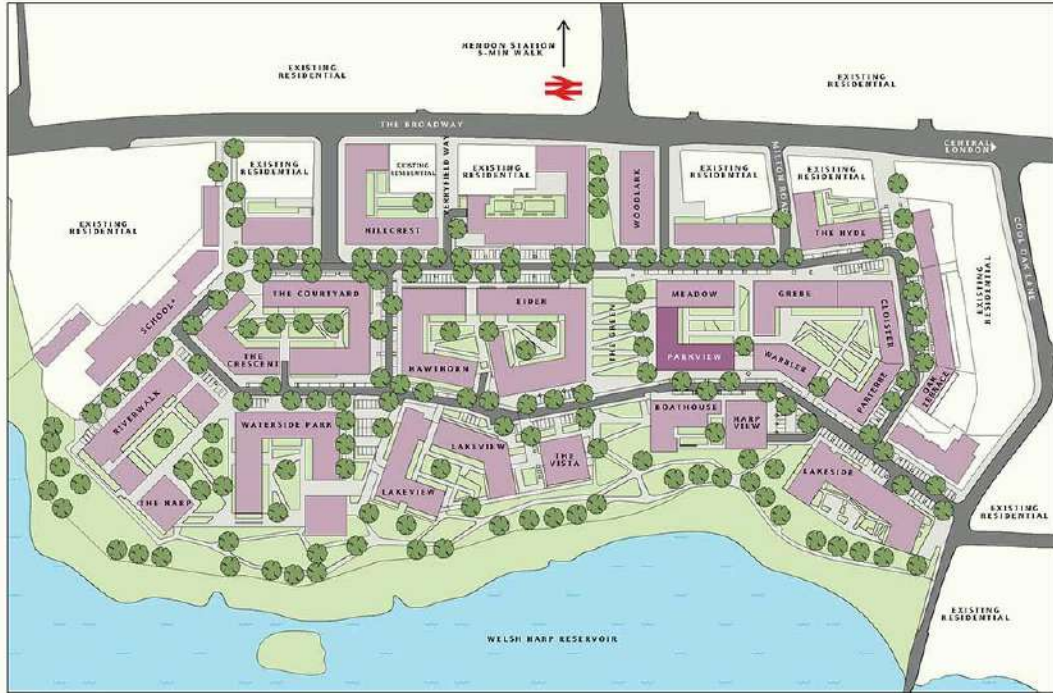 HENDON STATION
5-MIN WALK
EXISTING
RESIDENTIAL
EXISTING
RESIDENTIAL
THE BROADWAY
CENTRAL
LONDON
EXISTING
RESIDENTIAL
EXISTING
RESIDENTIAL
EXISTING
RESIDENTIAL
EXISTING
RESIDENTIAL
EXISTING
RESIDENTIAL
MILTON ROAD
WOODLARK
COOL OAK LANE
EXISTING
RESIDENTIAL
HILLCREST
THE HYDE
EXISTING
RESIDENTIAL
SCHOOL*
THE COURTYARD
EIDER
THE GREEN
MEADOW
GREBE
CLOISTER
THE
CRESCENT
HAWTHORN
PARKVIEW
WARBLER
PARTERRE
OAK
TERRACE
RIVERWALK
WATERSIDE PARK
BOATHOUSE
HARP
VIEW
LAKEVIEW
THE
VISTA
LAKESIDE
THE HARP
LAKEVIEW
EXISTING
RESIDENTIAL
EXISTING
RESIDENTIAL
WELSH HARP RESERVOIR